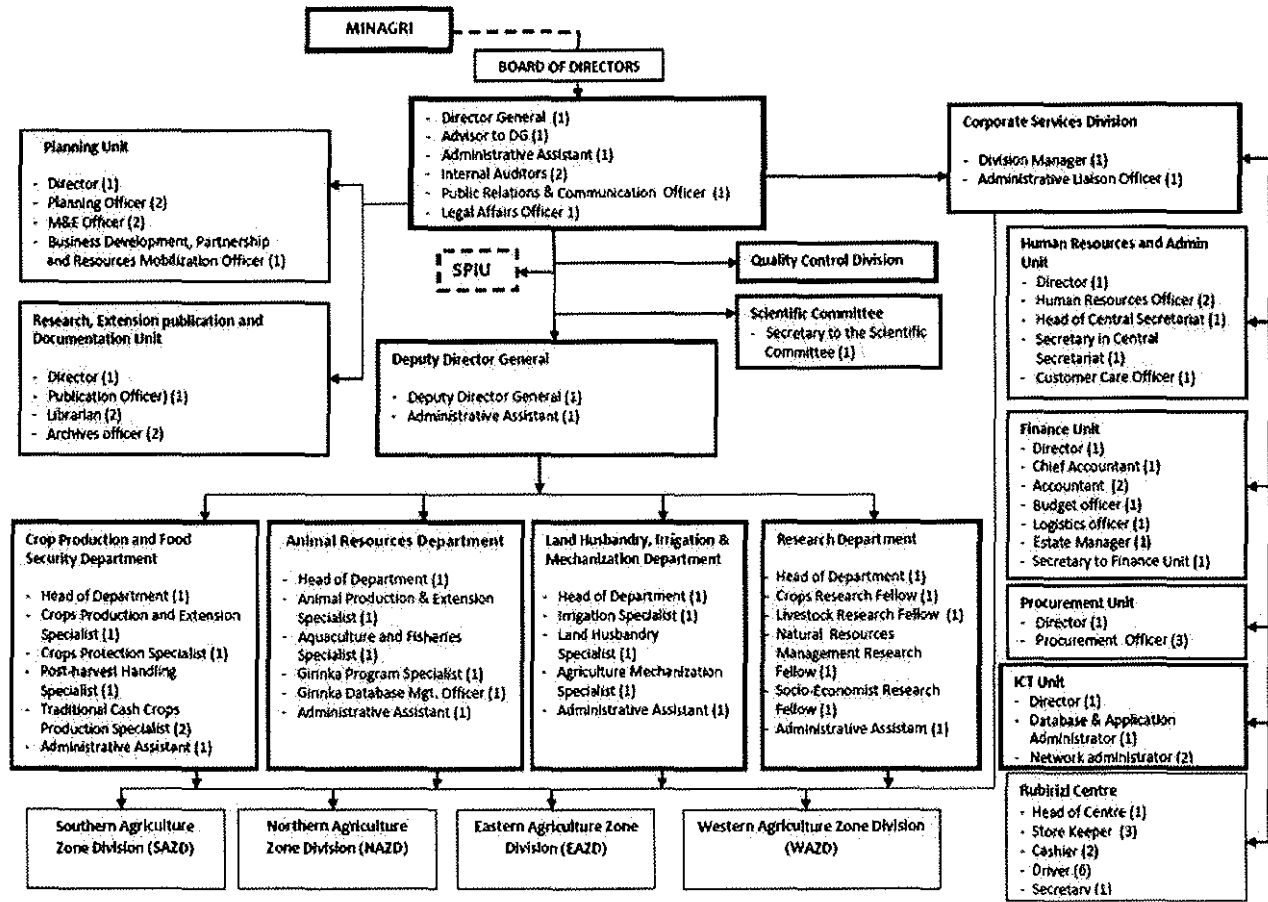 MINAGRI
BOARD OF DIRECTORS
- Director General (1)
- Advisor to DG (1)
- Administrative Assistant (1)
- Internal Auditors (2)
- Public Relations & Communication Officer (1)
- Legal Affairs Officer 1)
Corporate Services Division
- Division Manager (1)
- Administrative Liaison Officer (1)
Planning Unit
- Director (1)
- Planning Officer (2)
- M&E Officer (2)
- Business Development, Partnership
and Resources Mobilization Officer (1)
SPIU
Quality Control Division
Scientific Committee
- Secretary to the Scientific
Committee (1)
Research, Extension publication and
Documentation Unit
- Director (1)
- Publication Officer) (1)
- Librarian (2)
- Archives officer (2)
Deputy Director General
- Deputy Director General (1)
- Administrative Assistant (1)
Human Resources and Admin
Unit
- Director (1)
- Human Resources Officer (2)
- Head of Central Secretariat (1)
- Secretary in Central
Secretariat (1)
- Customer Care Officer (1)
Finance Unit
- Director (1)
- Chief Accountant (1)
- Accountant (2)
- Budget officer (1)
- Logistics officer (1)
- Estate Manager (1)
- Secretary to Finance Unit (1)
Procurement Unit
- Director (1)
- Procurement Officer (3)
ICT Unit
- Director (1)
- Database & Application
Administrator (1)
- Network administrator (2)
Rubirizi Centre
- Head of Centre (1)
- Store Keeper (3)
- Cashier (2)
- Driver (6)
- Secretary (1)
Crop Production and Food
Security Department
- Head of Department (1)
- Crops Production and Extension
Specialist (1)
- Crops Protection Specialist (1)
- Post-harvest Handling
Specialist (1)
- Traditional Cash Crops
Production Specialist (2)
- Administrative Assistant (1)
Animal Resources Department
- Head of Department (1)
- Animal Production & Extension
Specialist (1)
- Aquaculture and Fisheries
Specialist (1)
- Girinka Program Specialist (1)
- Girinka Database Mgt. Officer (1)
- Administrative Assistant (1)
Land Husbandry, Irrigation &
Mechanization Department
- Head of Department (1)
- Irrigation Specialist (1)
- Land Husbandry
Specialist (1)
- Agriculture Mechanization
Specialist (1)
- Administrative Assistant (1)
Research Department
- Head of Department (1)
- Crops Research Fellow (1)
- Livestock Research Fellow (1)
- Natural Resources
Management Research
Fellow (1)
- Socio-Economist Research
Fellow (1)
- Administrative Assistant (1)
Southern Agriculture
Zone Division (SAZD)
Northern Agriculture
Zone Division (NAZD)
Eastern Agriculture Zone
Division (EAZD)
Western Agriculture Zone Division
(WAZD)